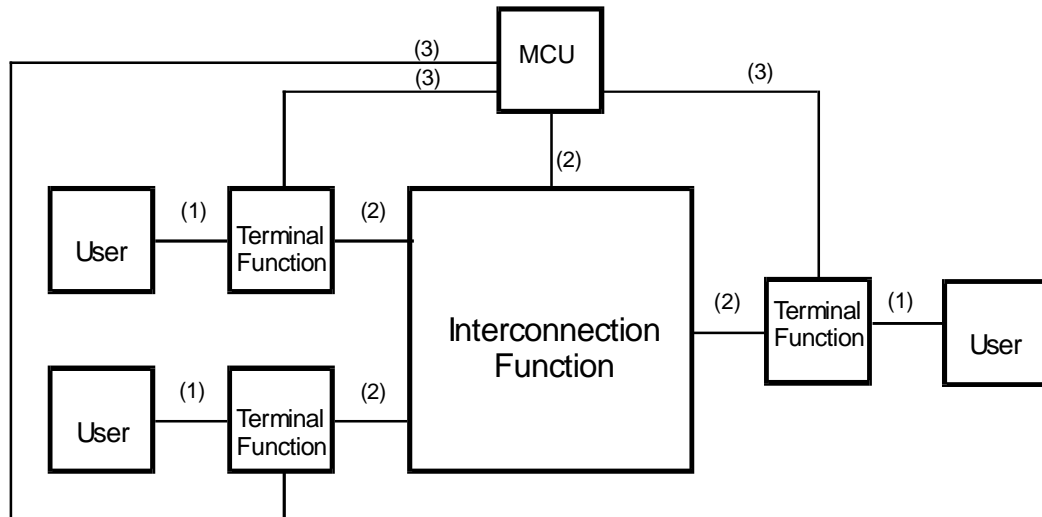 (3)
MCU
(3)
(3)
(2)
(1)
(2)
User
Terminal
Function
(2)
(1)
Interconnection
Function
Terminal
Function
User
(1)
(2)
User
Terminal
Function